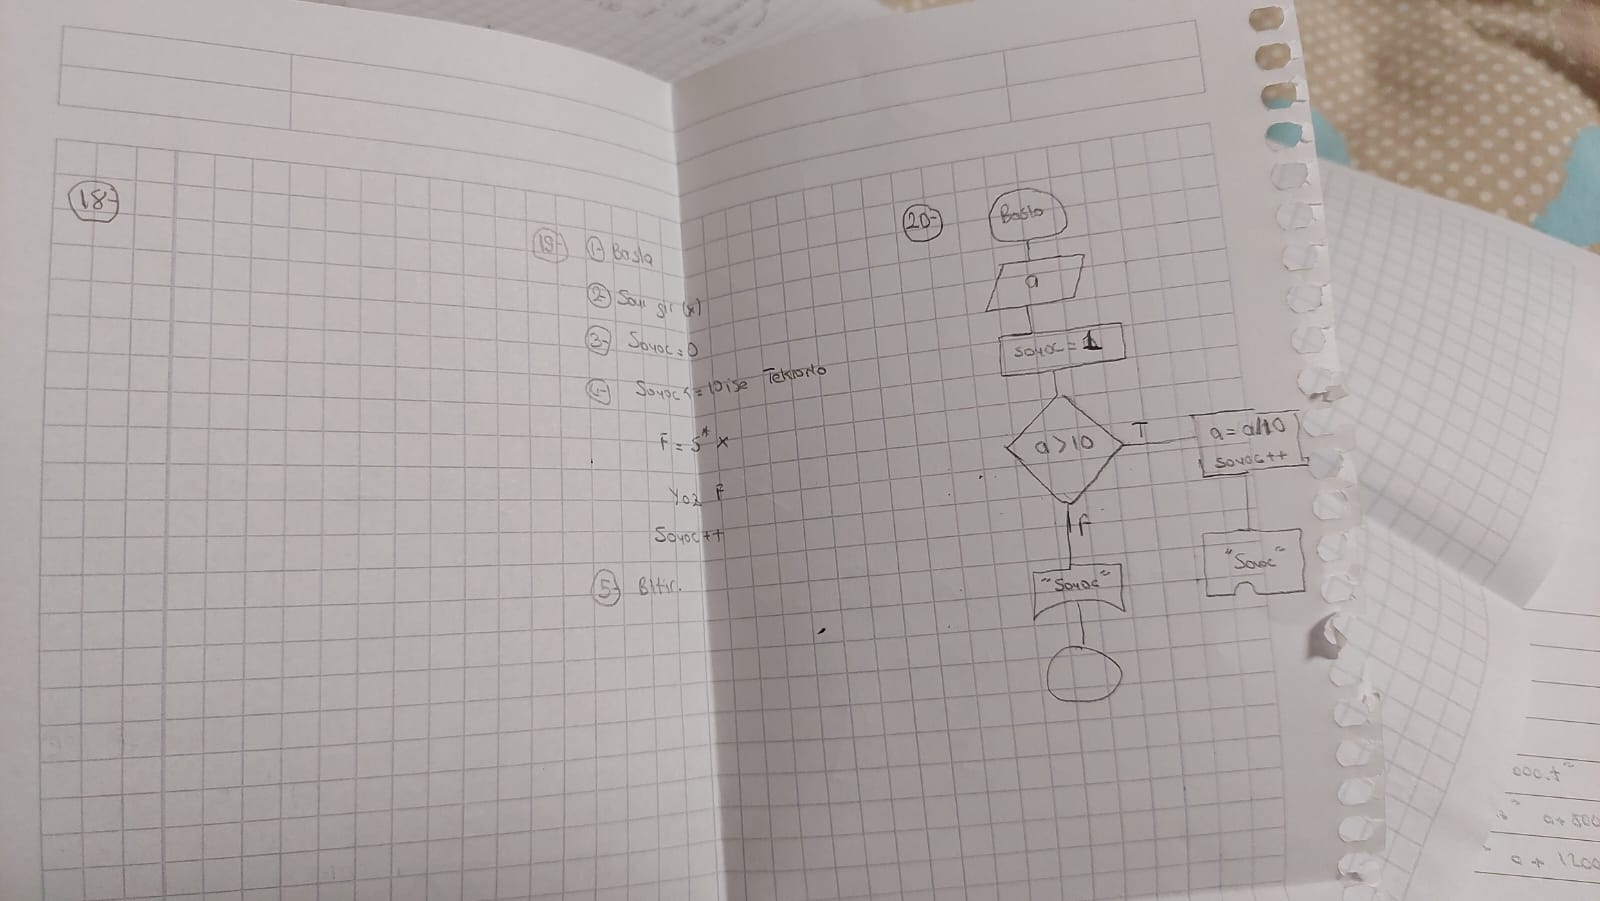 18-
19- 1- Basla
2- Sayı gir (x)
3- Sayac = 0
4- Sayac <= 10 ise Tekrarla
F = 5 * x
Yaz F
Sayac++
5- Bitir.
20-
Basla
a
sayac = 1
a > 10
T
a = a/10
sayac++
F
"Sayac"
"Sayac"
000.t"
a + 800
a + 1200